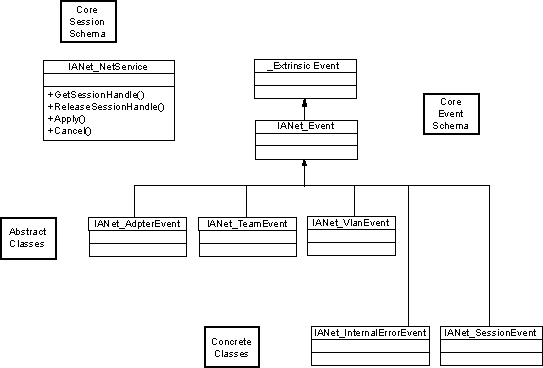 Core
Session
Schema
IANet_NetService
+GetSessionHandle()
+ReleaseSessionHandle()
+Apply()
+Cancel()
_Extrinsic Event
IANet_Event
Core
Event
Schema
Abstract
Classes
IANet_AdpterEvent
IANet_TeamEvent
IANet_VlanEvent
Concrete
Classes
IANet_InternalErrorEvent
IANet_SessionEvent